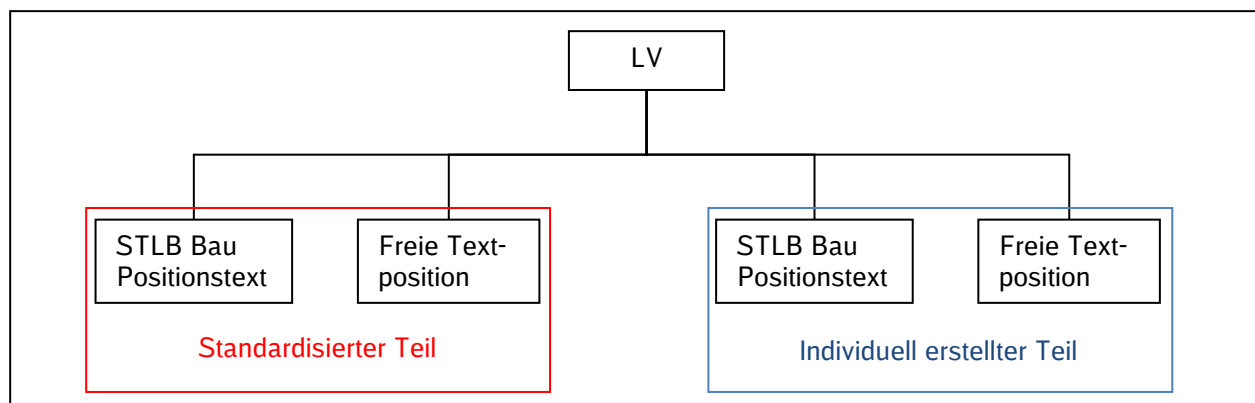 LV
STLB Bau
Positionstext
Freie Text-
position
STLB Bau
Positionstext
Freie Text-
position
Standardisierter Teil
Individuell erstellter Teil